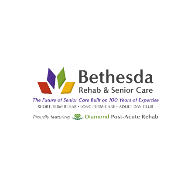 Bethesda
Rehab & Senior Care
The Future of Senior Care Built on 100 Years of Expertise
Proudly featuring Diamond Post-Acute Rehab